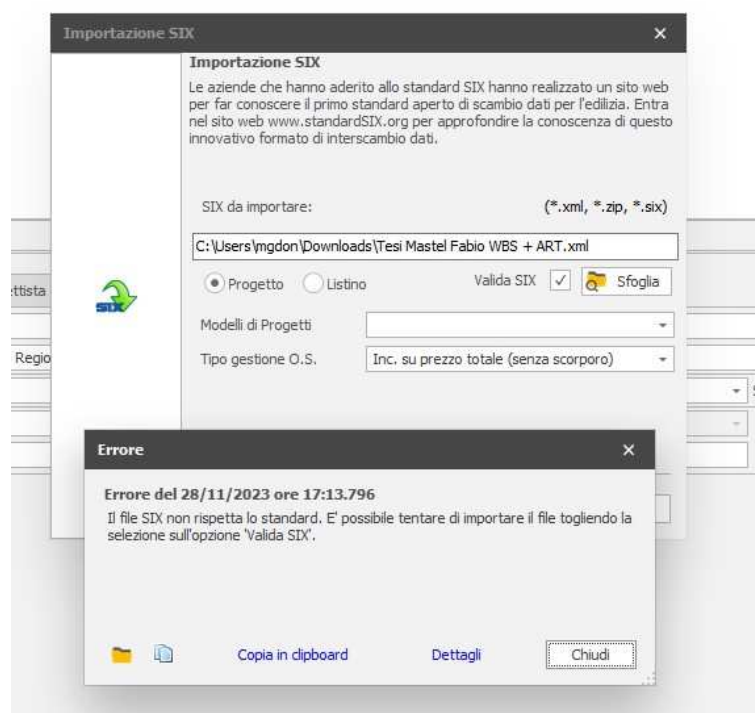 Importazione SIX
Importazione SIX
Le aziende che hanno aderito allo standard SIX hanno realizzato un sito web
per far conoscere il primo standard aperto di scambio dati per l'edilizia. Entra
nel sito web www.standardSIX.org per approfondire la conoscenza di questo
innovativo formato di interscambio dati.
SIX da importare: (*.xml, *.zip, *.six)
C:\Users\mgdon\Downloads\Tesi Mastel Fabio WBS + ART.xml
ttista
SIX
Progetto Listino Valida SIX Sfoglia
Modelli di Progetti
Regio
Tipo gestione O.S. Inc. su prezzo totale (senza scorporo)
Errore
Errore del 28/11/2023 ore 17:13.796
Il file SIX non rispetta lo standard. E' possibile tentare di importare il file togliendo la
selezione sull'opzione 'Valida SIX'.
Copia in clipboard Dettagli Chiudi